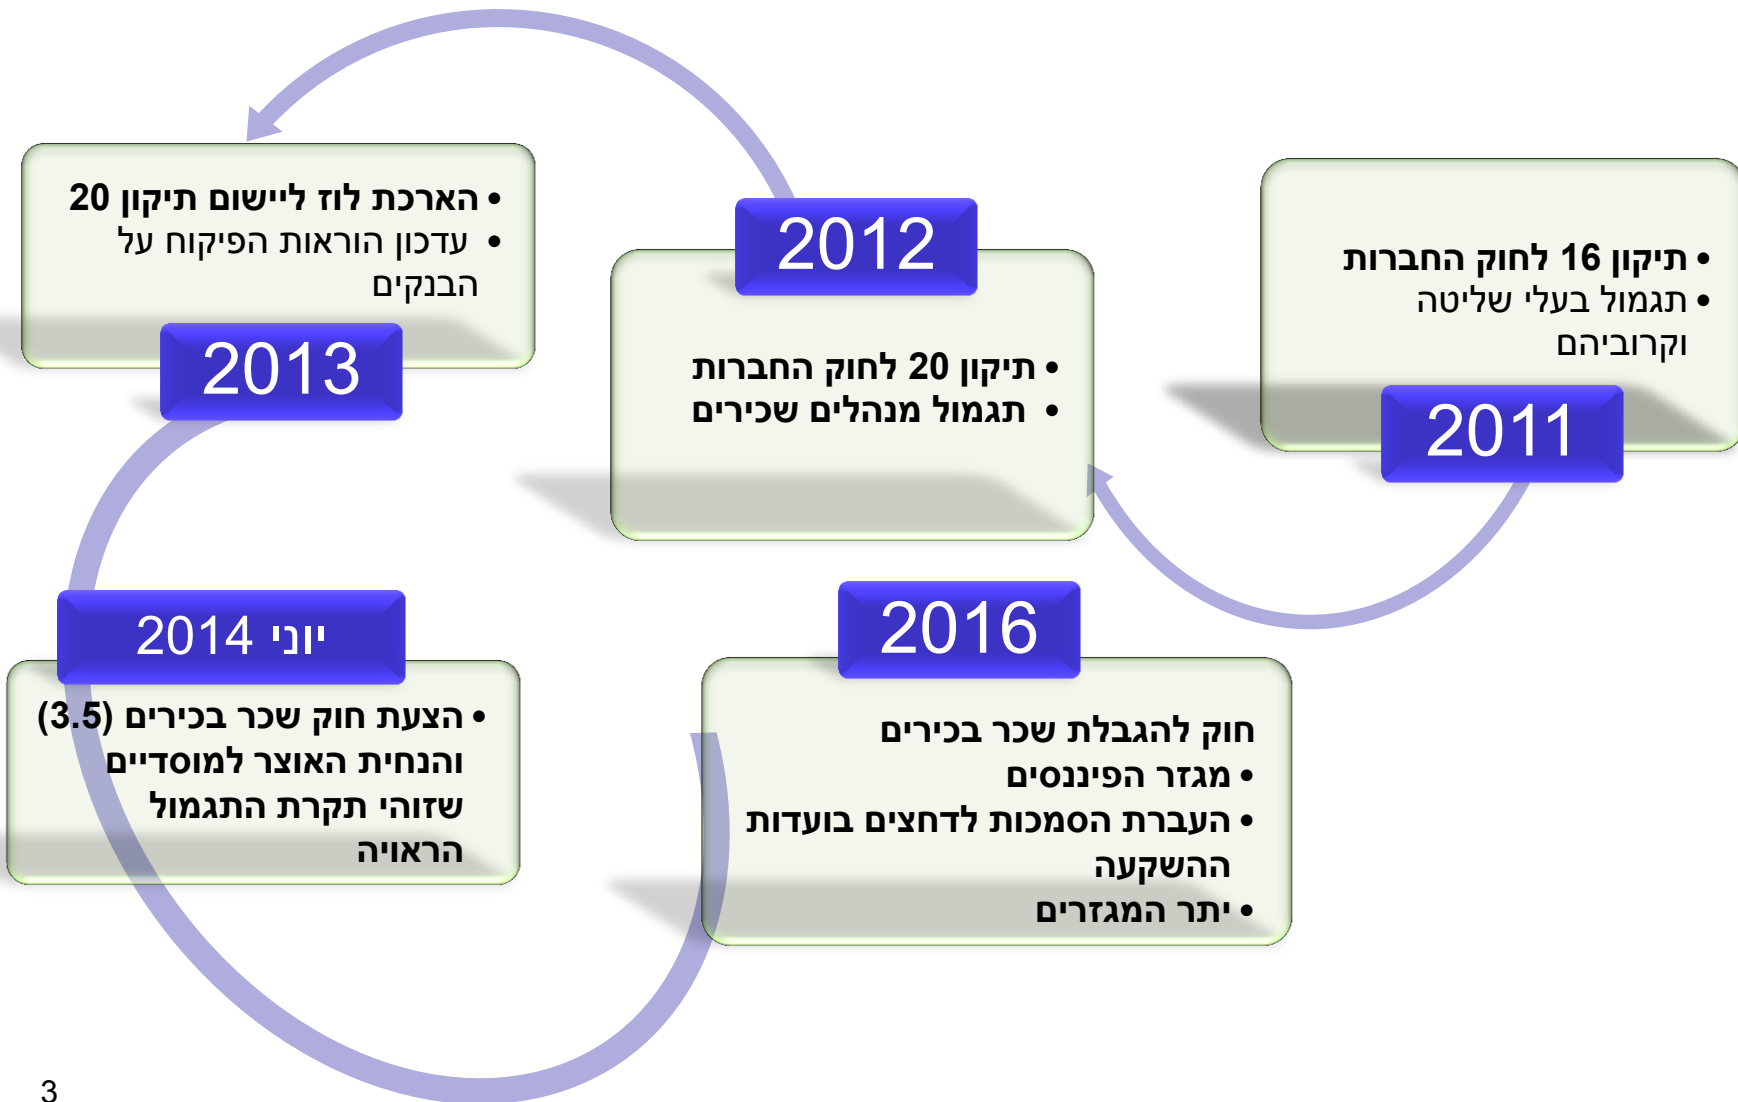 • תיקון 16 לחוק החברות
• תגמול בעלי שליטה
וקרוביהם
2011
2012
• תיקון 20 לחוק החברות
• תגמול מנהלים שכירים
• הארכת לוז ליישום תיקון 20
• עדכון הוראות הפיקוח על
הבנקים
2013
יוני 2014
• הצעת חוק שכר בכירים (3.5)
והנחית האוצר למוסדיים
שזוהי תקרת התגמול
הראויה
2016
חוק להגבלת שכר בכירים
• מגזר הפיננסים
• העברת הסמכות לדחצים בועדות
ההשקעה
• יתר המגזרים
3